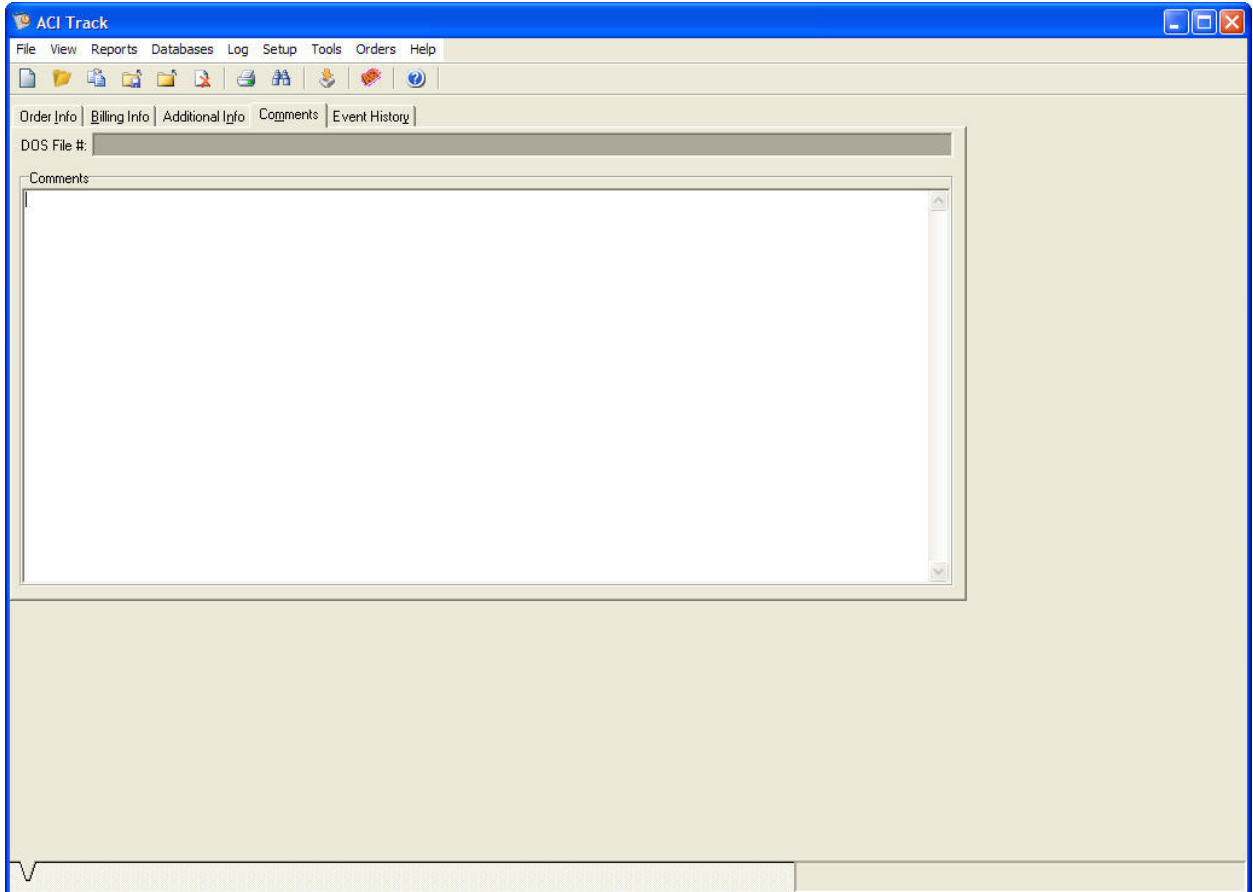 ACI Track
File View Reports Databases Log Setup Tools Orders Help
Order Info Billing Info Additional Info Comments Event History
DOS File #:
Comments